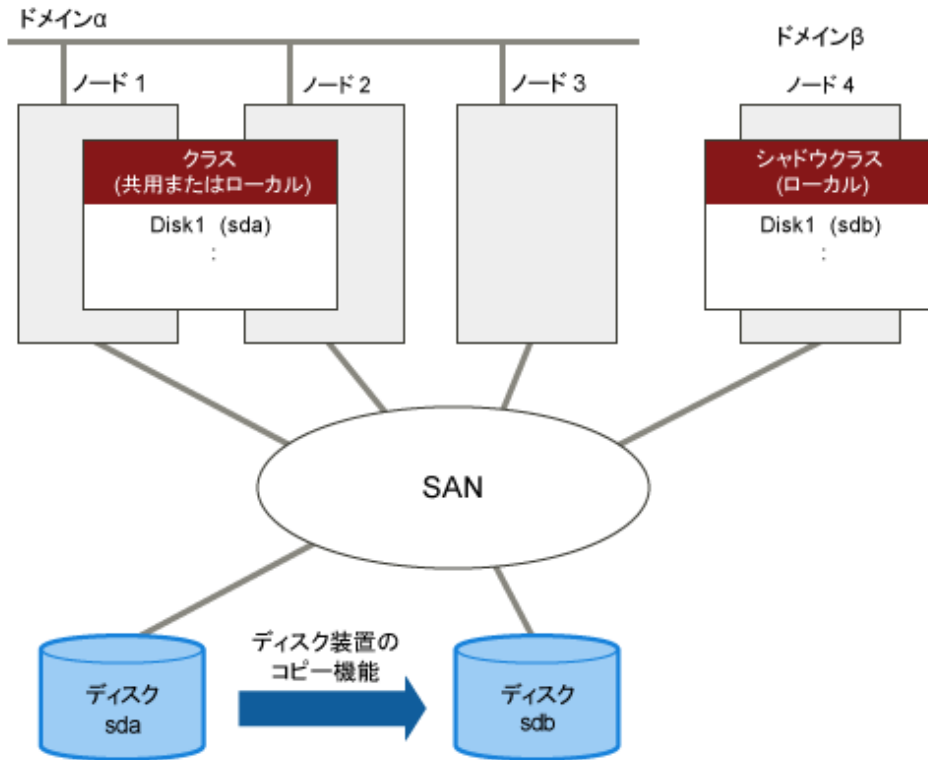 ドメインα
ドメインβ
ノード 1
ノード 2
ノード 3
ノード 4
クラス
(共用またはローカル)
Disk1 (sda)
:
シャドウクラス
(ローカル)
Disk1 (sdb)
:
SAN
ディスク装置の
コピー機能
ディスク
sda
ディスク
sdb